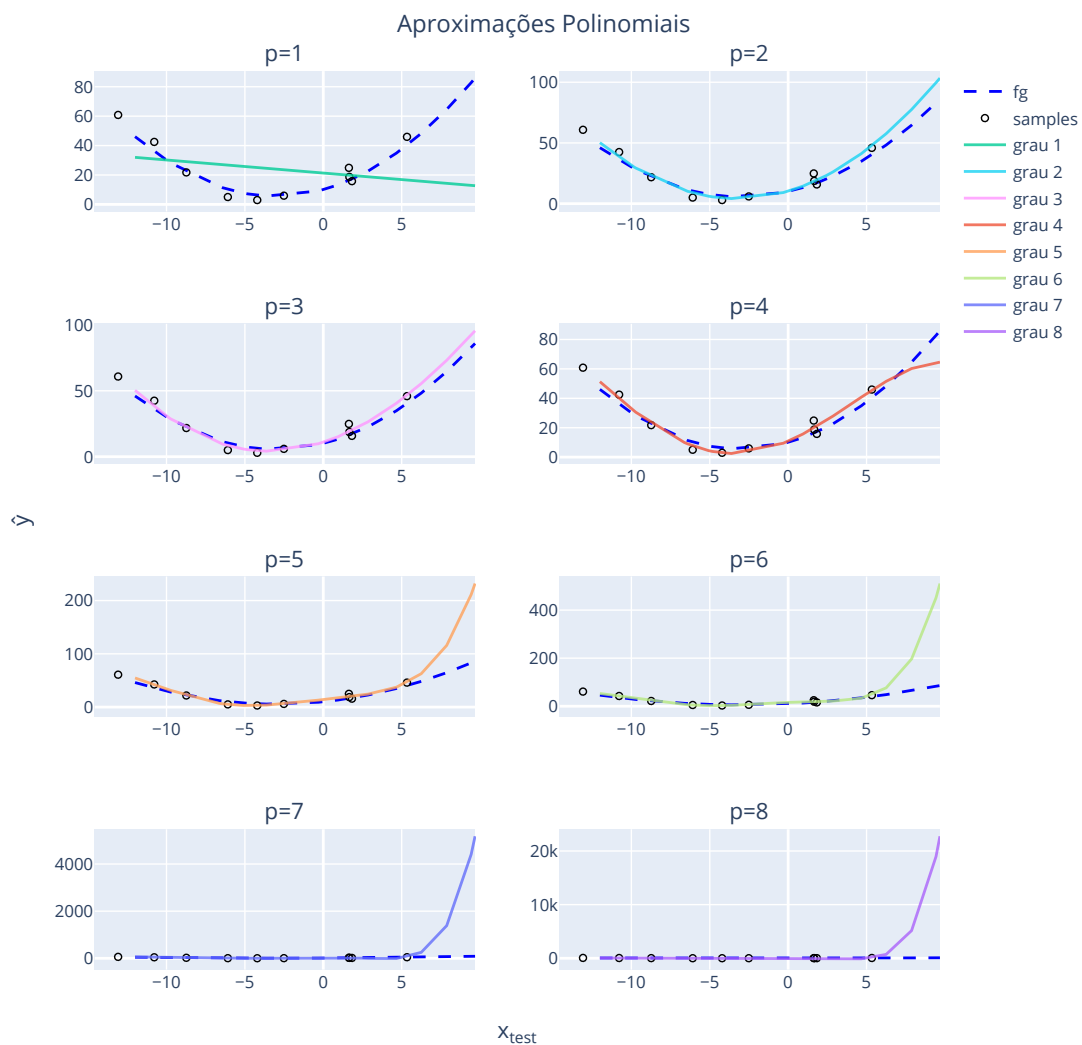 Aproximações Polinomiais
p=1
p=2
80
60
40
20
0
−10
−5
0
5
100
50
0
−10
−5
0
5
fg
samples
grau 1
grau 2
grau 3
grau 4
grau 5
grau 6
grau 7
grau 8
p=3
p=4
100
50
0
−10
−5
0
5
80
60
40
20
0
−10
−5
0
5
ŷ
p=5
p=6
200
100
0
−10
−5
0
5
400
200
0
−10
−5
0
5
p=7
p=8
4000
2000
0
−10
−5
0
5
20k
10k
0
−10
−5
0
5
x_test